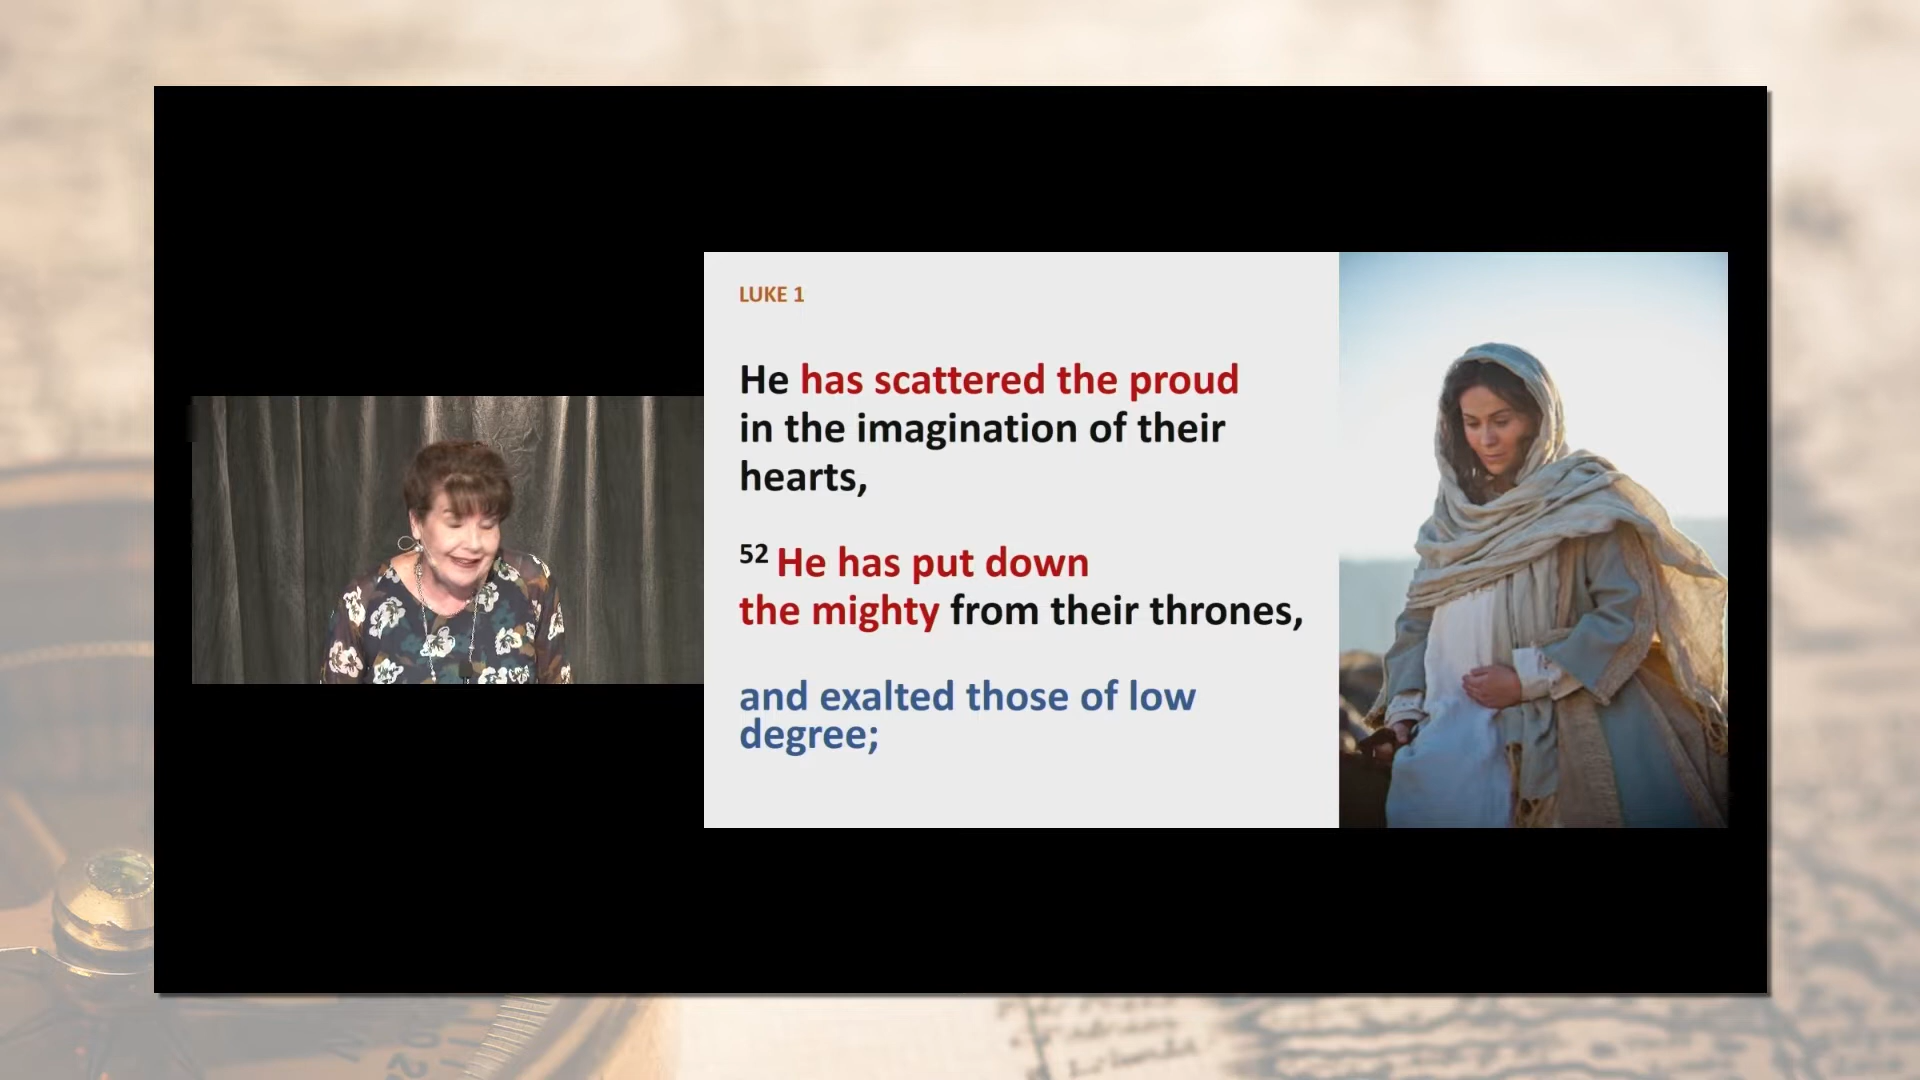 LUKE 1
He has scattered the proud
in the imagination of their
hearts,
52 He has put down
the mighty from their thrones,
and exalted those of low
degree;